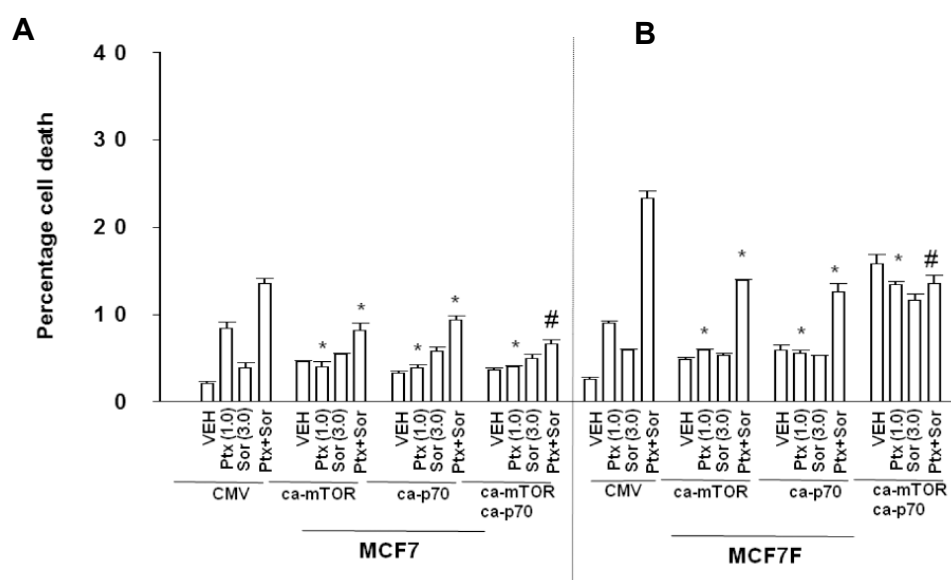 A
B
Percentage cell death
4 0
3 0
2 0
1 0
0
* * * * * #
* * * * * #
VEH Ptx (1.0) Sor (3.0) Ptx+Sor VEH Ptx (1.0) Sor (3.0) Ptx+Sor VEH Ptx (1.0) Sor (3.0) Ptx+Sor VEH Ptx (1.0) Sor (3.0) Ptx+Sor
CMV ca-mTOR ca-p70 ca-mTOR
ca-p70
MCF7
VEH Ptx (1.0) Sor (3.0) Ptx+Sor VEH Ptx (1.0) Sor (3.0) Ptx+Sor VEH Ptx (1.0) Sor (3.0) Ptx+Sor VEH Ptx (1.0) Sor (3.0) Ptx+Sor
CMV ca-mTOR ca-p70 ca-mTOR
ca-p70
MCF7F